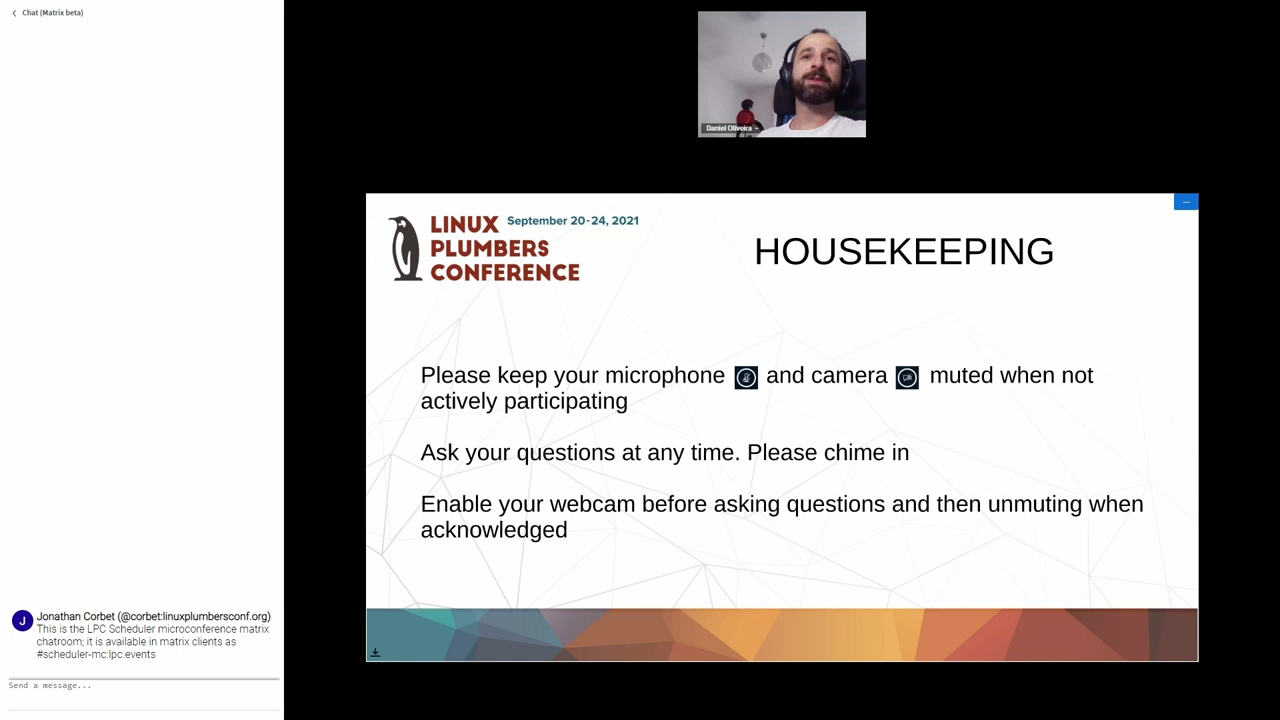 Chat (Matrix beta)
Daniel Oliveira
LINUX September 20-24, 2021
PLUMBERS
CONFERENCE
HOUSEKEEPING
Please keep your microphone and camera muted when not
actively participating
Ask your questions at any time. Please chime in
Enable your webcam before asking questions and then unmuting when
acknowledged
J
Jonathan Corbet (@corbet:linuxplumbersconf.org)
This is the LPC Scheduler microconference matrix
chatroom; it is available in matrix clients as
#scheduler-mc:lpc.events
Send a message...